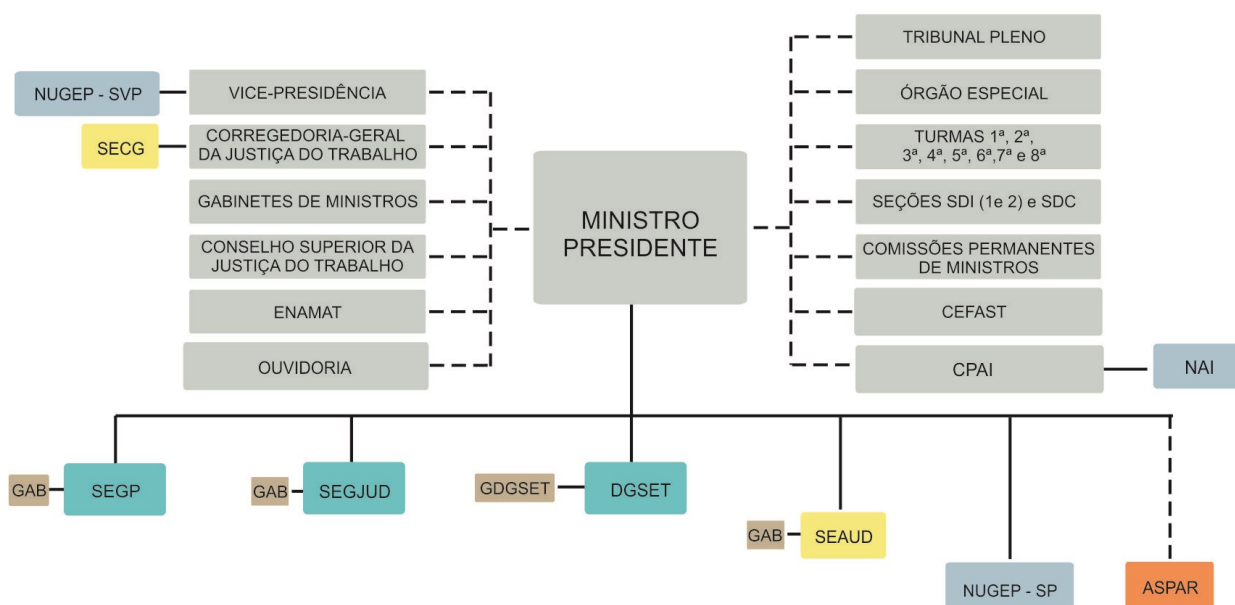 NUGEP - SVP
VICE-PRESIDÊNCIA
SECG
CORREGEDORIA-GERAL
DA JUSTIÇA DO TRABALHO
GABINETES DE MINISTROS
CONSELHO SUPERIOR DA
JUSTIÇA DO TRABALHO
ENAMAT
OUVIDORIA
MINISTRO
PRESIDENTE
TRIBUNAL PLENO
ÓRGÃO ESPECIAL
TURMAS 1ª, 2ª,
3ª, 4ª, 5ª, 6ª,7ª e 8ª
SEÇÕES SDI (1e 2) e SDC
COMISSÕES PERMANENTES
DE MINISTROS
CEFAST
CPAI
NAI
GAB
SEGP
GAB
SEGJUD
GDGSET
DGSET
GAB
SEAUD
NUGEP - SP
ASPAR